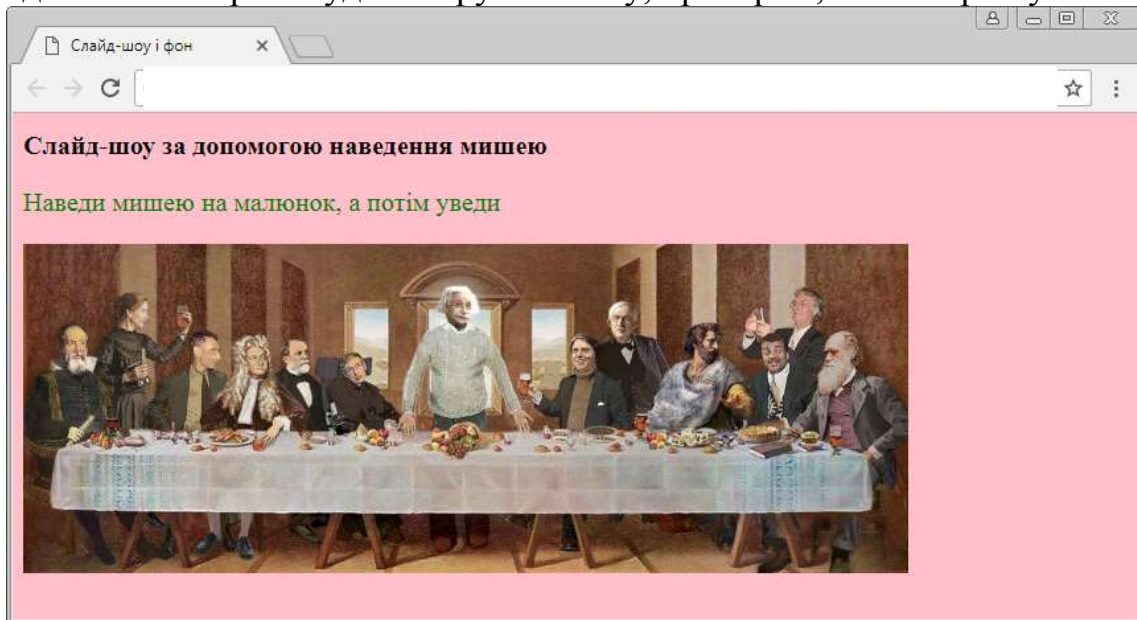 Слайд-шоу і фон
Слайд-шоу за допомогою наведення мишею
Наведи мишею на малюнок, а потім уведи